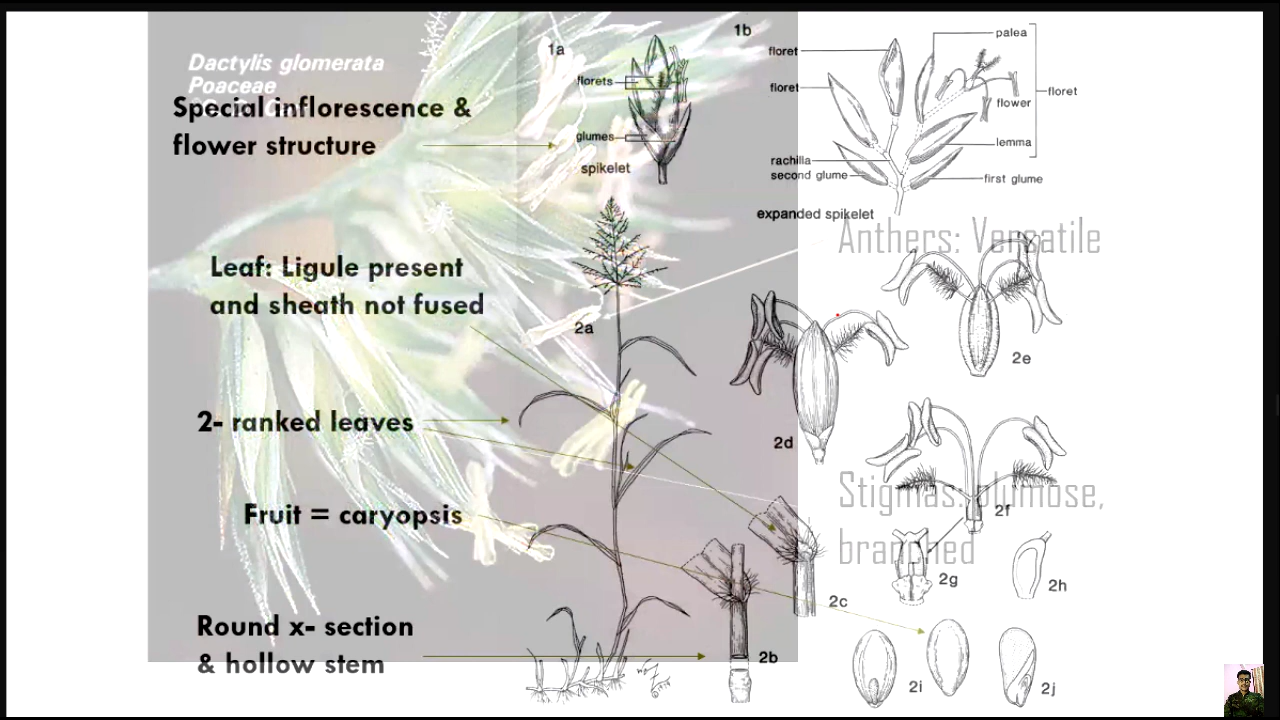 Dactylis glomerata
Poaceae
Special inflorescence &
flower structure
Leaf: Ligule present
and sheath not fused
2- ranked leaves
Fruit = caryopsis
Round x- section
& hollow stem
1a
florets
glumes
spikelet
1b
floret
floret
rachilla
second glume
expanded spikelet
palea
flower
floret
lemma
first glume
Anthers: Versatile
2a
2d
2e
Stigmas: plumose,
branched
2f
2g
2h
2c
2b
2i
2j